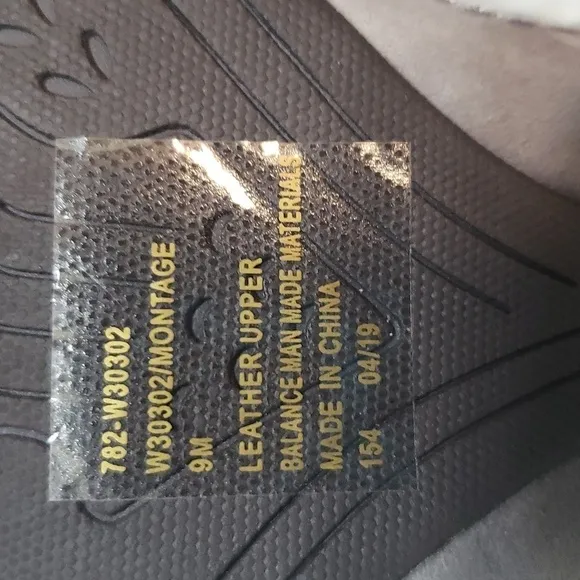 782-W30302
W30302/MONTAGE
9M
LEATHER UPPER
BALANCE MAN MADE MATERIALS
MADE IN CHINA
154 04/19